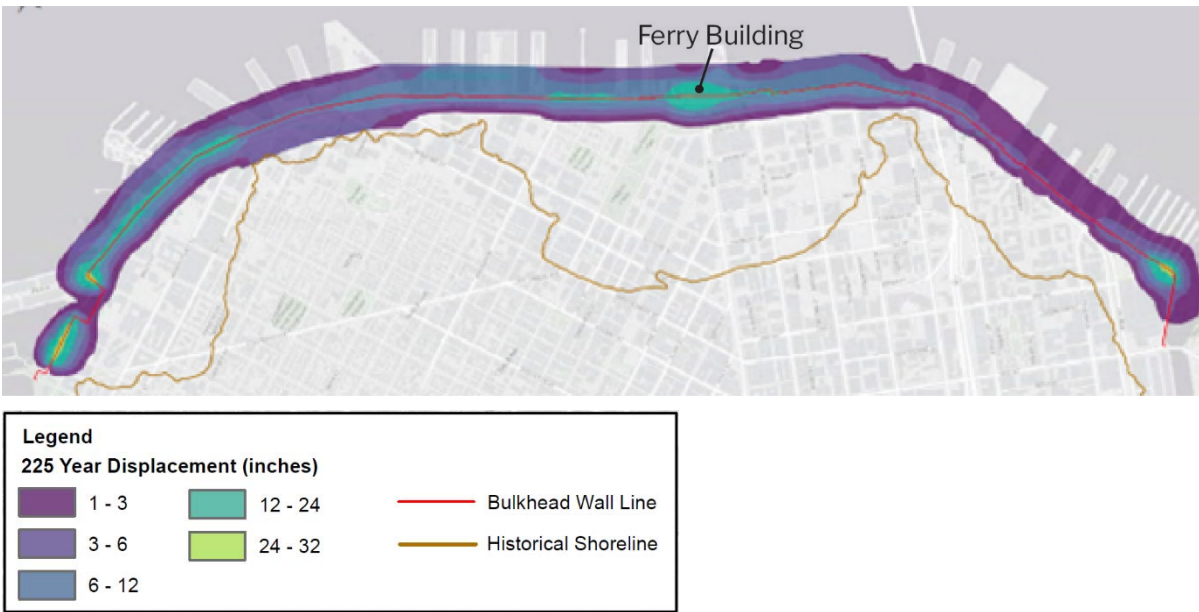 Ferry Building
Legend
225 Year Displacement (inches)
1 - 3
3 - 6
6 - 12
12 - 24
24 - 32
Bulkhead Wall Line
Historical Shoreline